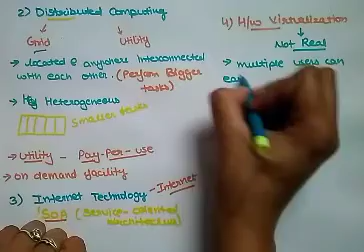 2) Distributed Computing
Grid
Utility
→ located anywhere interconnected
with each other. (Perform Bigger
tasks)
→ Heterogeneous
Smaller tasks
→ Utility - Pay-Per-use
→ on demand facility
3) Internet Technology - Internet
'SOA' (Service-oriented
Architecture)
4) H/w Virtualization
Not Real
→ multiple users can